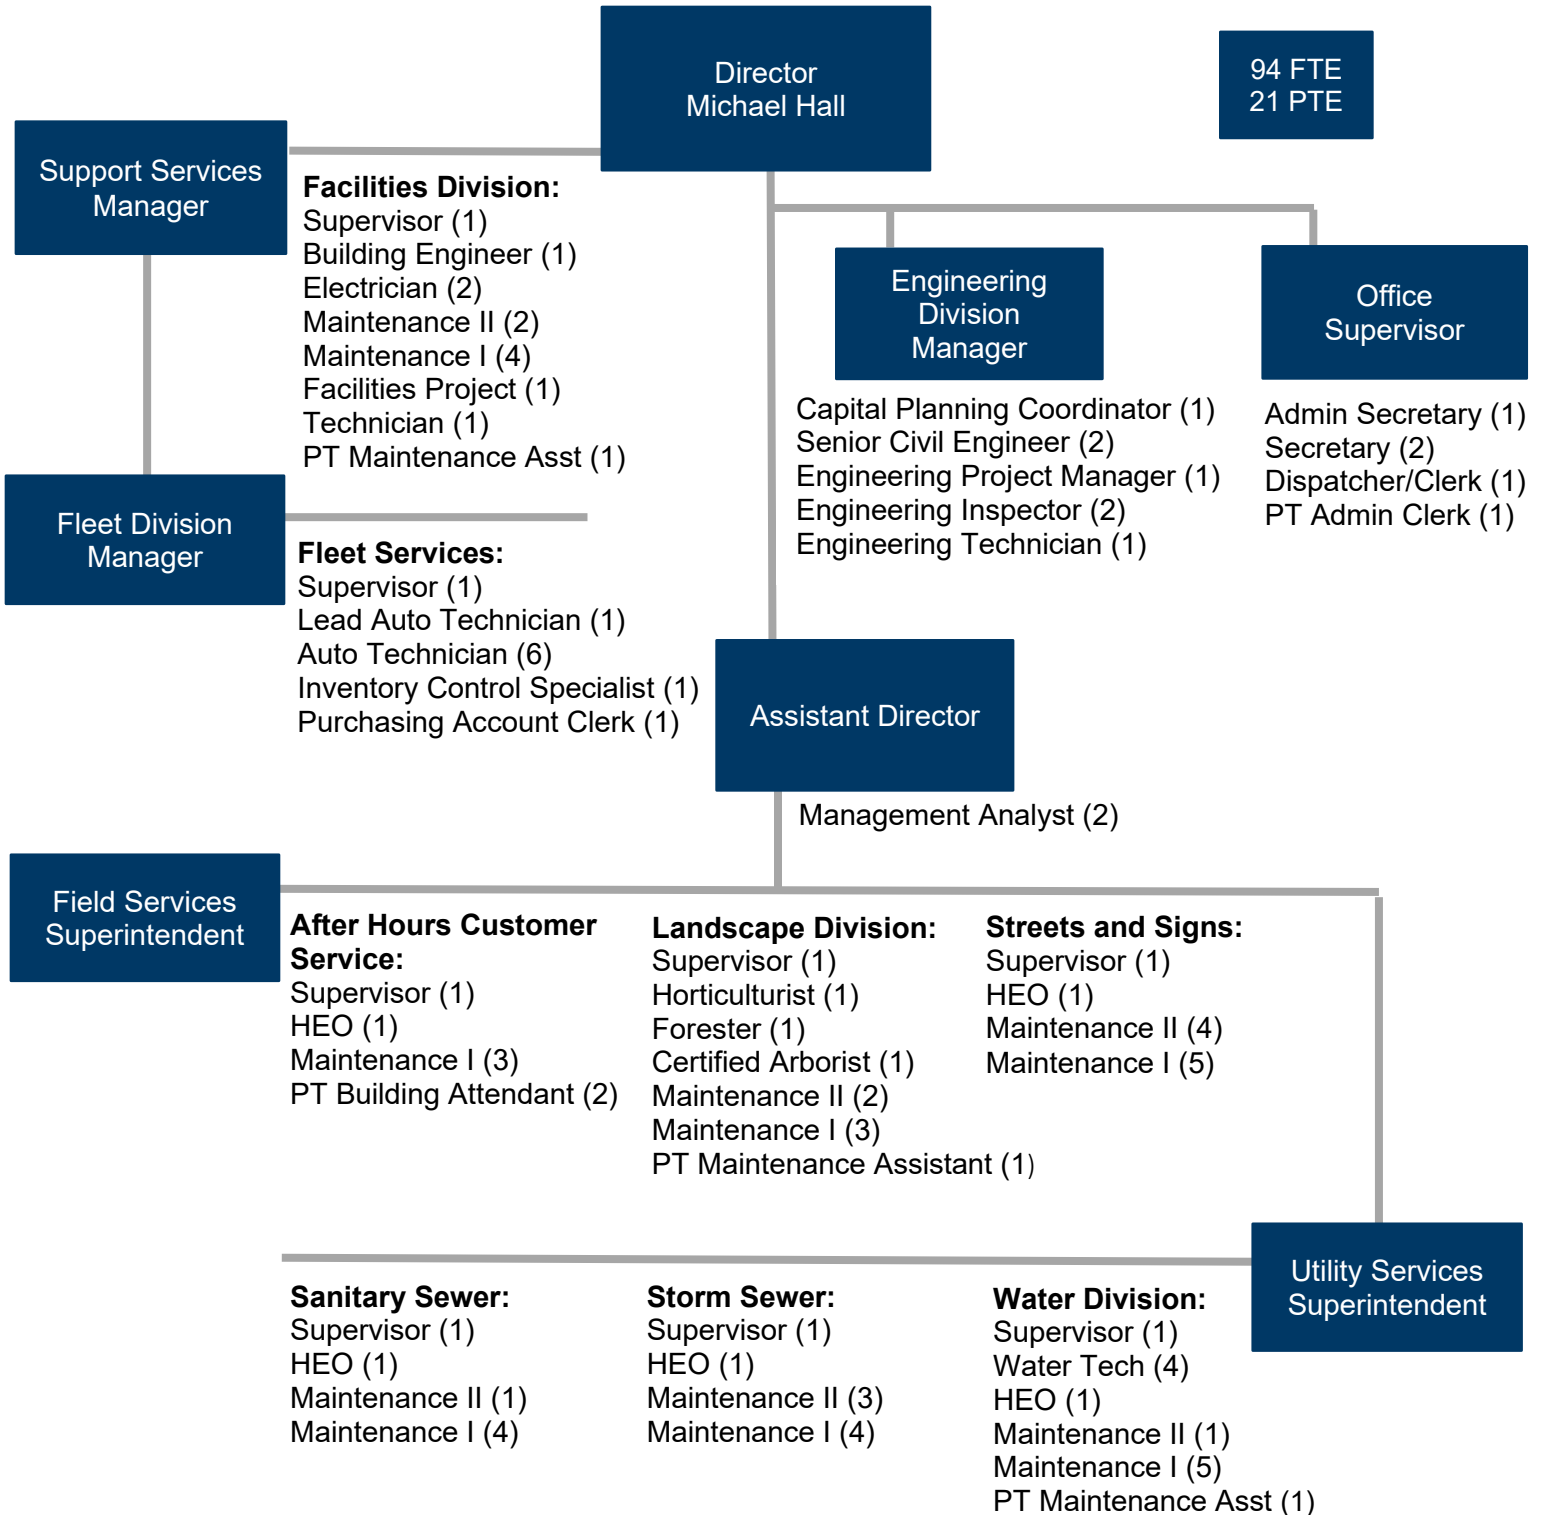 Director
Michael Hall
94 FTE
21 PTE
Support Services
Manager
Facilities Division:
Supervisor (1)
Building Engineer (1)
Electrician (2)
Maintenance II (2)
Maintenance I (4)
Facilities Project (1)
Technician (1)
PT Maintenance Asst (1)
Engineering
Division
Manager
Capital Planning Coordinator (1)
Senior Civil Engineer (2)
Engineering Project Manager (1)
Engineering Inspector (2)
Engineering Technician (1)
Office
Supervisor
Admin Secretary (1)
Secretary (2)
Dispatcher/Clerk (1)
PT Admin Clerk (1)
Fleet Division
Manager
Fleet Services:
Supervisor (1)
Lead Auto Technician (1)
Auto Technician (6)
Inventory Control Specialist (1)
Purchasing Account Clerk (1)
Assistant Director
Management Analyst (2)
Field Services
Superintendent
After Hours Customer
Service:
Supervisor (1)
HEO (1)
Maintenance I (3)
PT Building Attendant (2)
Landscape Division:
Supervisor (1)
Horticulturist (1)
Forester (1)
Certified Arborist (1)
Maintenance II (2)
Maintenance I (3)
PT Maintenance Assistant (1)
Streets and Signs:
Supervisor (1)
HEO (1)
Maintenance II (4)
Maintenance I (5)
Utility Services
Superintendent
Sanitary Sewer:
Supervisor (1)
HEO (1)
Maintenance II (1)
Maintenance I (4)
Storm Sewer:
Supervisor (1)
HEO (1)
Maintenance II (3)
Maintenance I (4)
Water Division:
Supervisor (1)
Water Tech (4)
HEO (1)
Maintenance II (1)
Maintenance I (5)
PT Maintenance Asst (1)